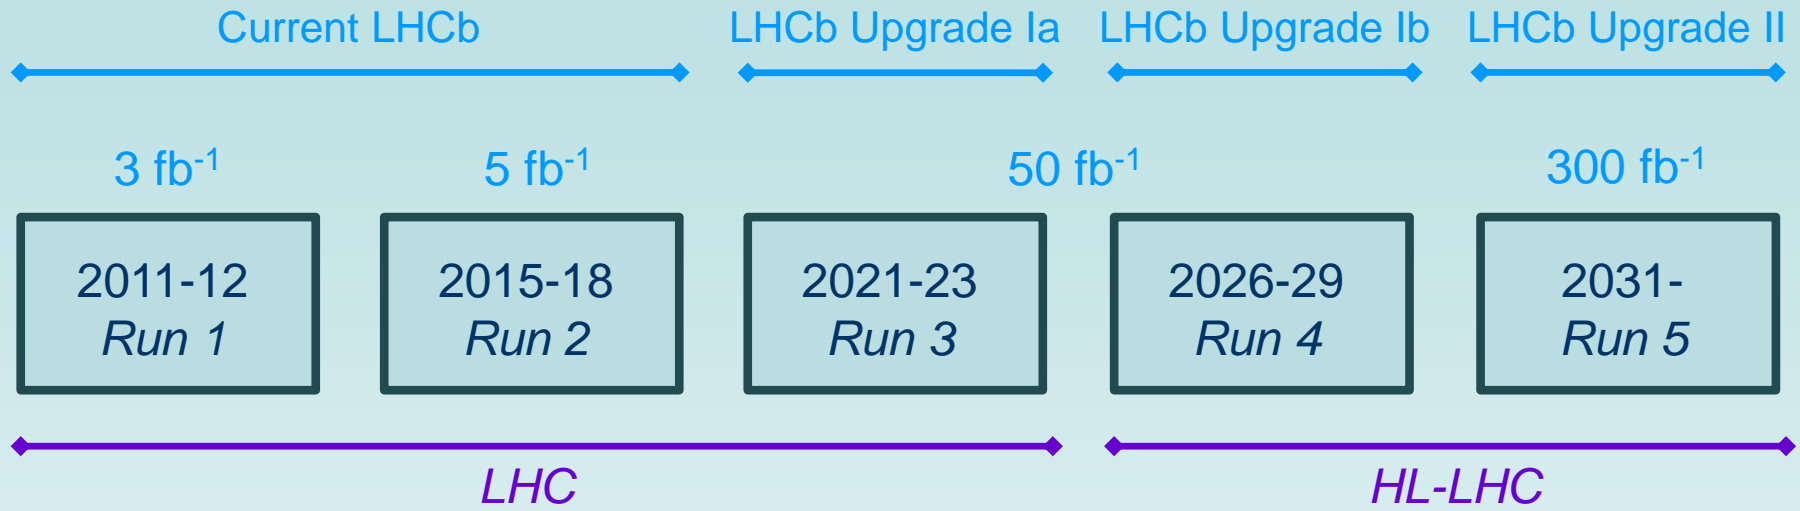 Current LHCb
LHCb Upgrade Ia
LHCb Upgrade Ib
LHCb Upgrade II
3 fb⁻¹
5 fb⁻¹
50 fb⁻¹
300 fb⁻¹
2011-12
Run 1
2015-18
Run 2
2021-23
Run 3
2026-29
Run 4
2031-
Run 5
LHC
HL-LHC